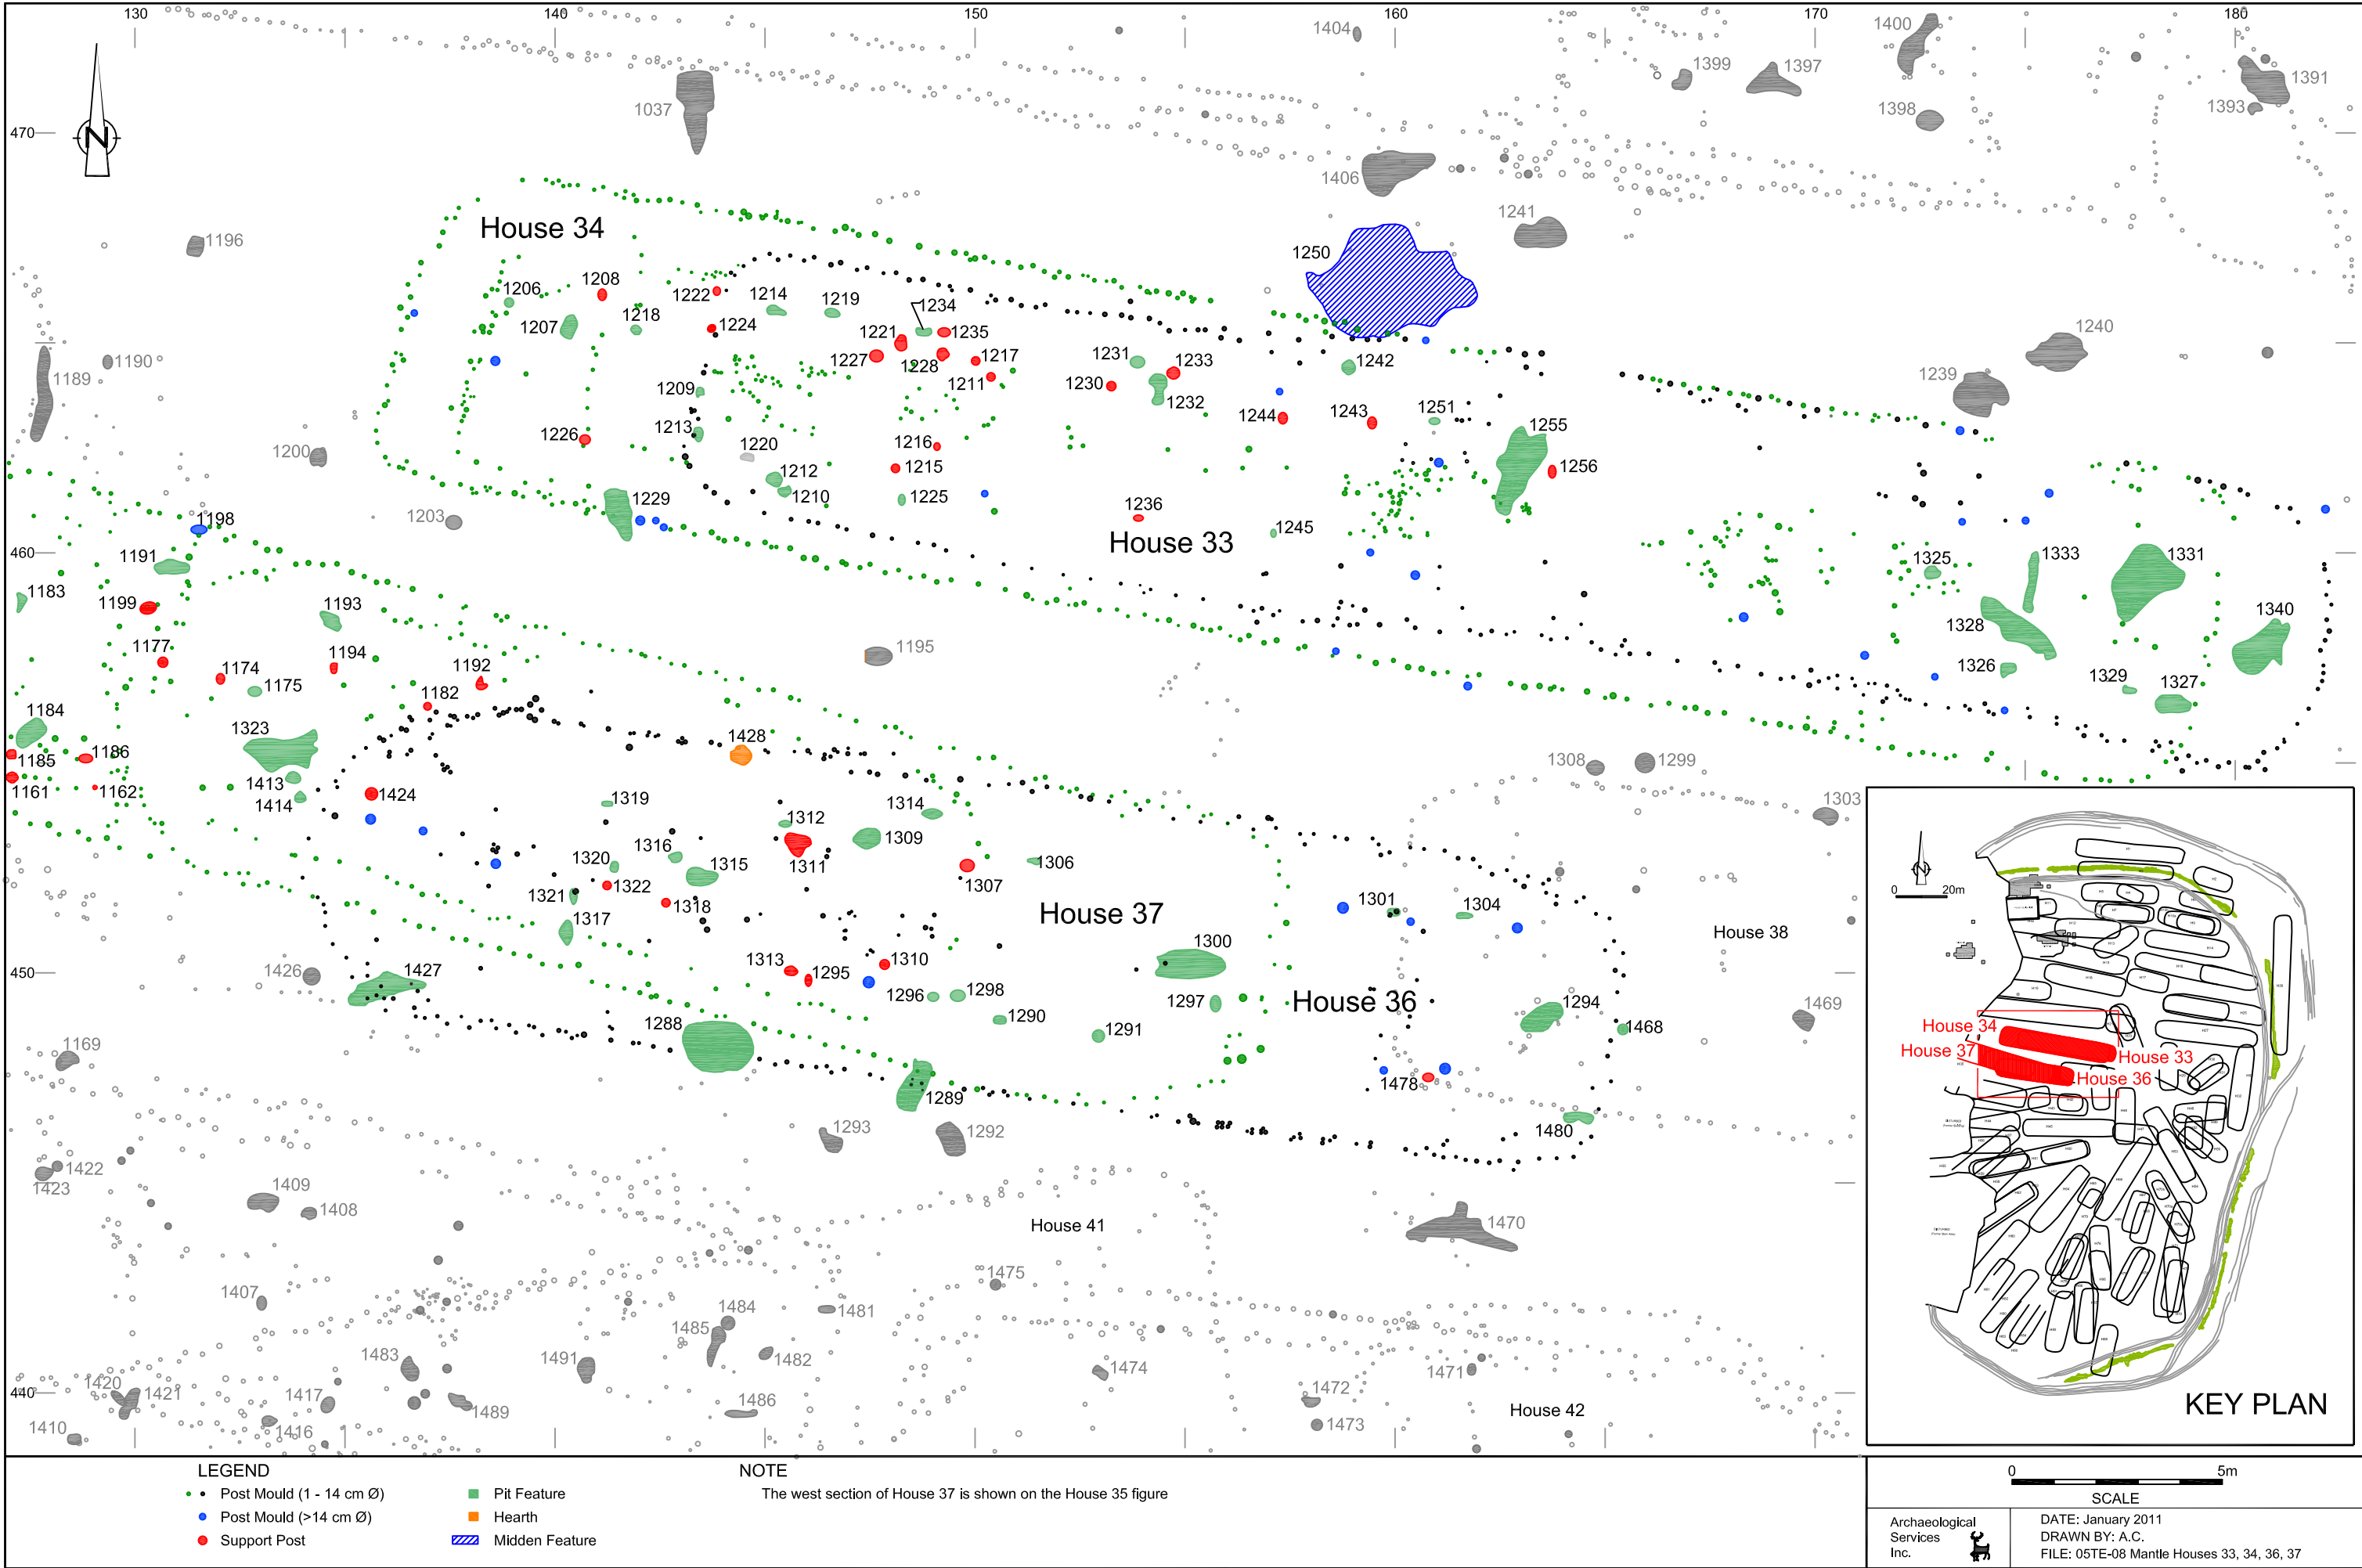 130 140 150 160 170 180
1404 1400
1399 1397
1391
1037
1398 1393
470
N
1406
1241
House 34
1196
1250
1206 1208 1222 1214 1219 1234
1207 1218 1224 1221 1235
1240
1190 1227 1228 1217 1231 1233 1242
1189 1209 1211 1230 1232 1239
1244 1243 1251
1226 1213 1216 1255
1200 1220 1215 1256
1212
1229 1210 1225
1203 1236
1198
House 33
1245
460
1191
1325 1333 1331
1183
1199 1193 1340
1328
1177 1194 1195
1174 1192 1326
1175 1182 1329 1327
1184
1323 1428
1186
1185 1308 1299
1161 1162 1413
1414 1424 1319 1314 1303
1312
1316 1309
1320 1315 1311 1306
1321 1322 1307
1318 1301 1304
1317 House 37
House 38
1300
1426 1427 1313 1295 1310 450
1296 1298 1297 House 36 1294
1288 1290 1291 1468 1469
1169
1478
1289
1293 1292 1480
1422
1423
1409
1408
House 41 1470
1475
1407 1484 1481
1485
1483 1491 1482 1474 1471
440
1420 1421 1417 1489 1486 1472
1473 House 42
1410 1416
N
0 20m
House 34
House 37
House 33
House 36
KEY PLAN
LEGEND
Post Mould (1 - 14 cm Ø)
Post Mould (>14 cm Ø)
Support Post
Pit Feature
Hearth
Midden Feature
NOTE
The west section of House 37 is shown on the House 35 figure
0 5m
SCALE
Archaeological
Services
Inc.
DATE: January 2011
DRAWN BY: A.C.
FILE: 05TE-08 Mantle Houses 33, 34, 36, 37